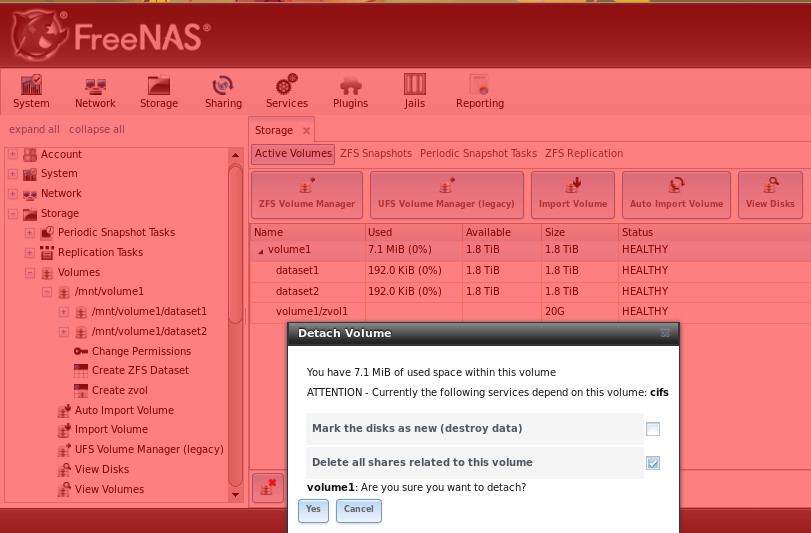 FreeNAS®
System Network Storage Sharing Services Plugins Jails Reporting
expand all collapse all
Account
System
Network
Storage
Periodic Snapshot Tasks
Replication Tasks
Volumes
/mnt/volume1
/mnt/volume1/dataset1
/mnt/volume1/dataset2
Change Permissions
Create ZFS Dataset
Create zvol
Auto Import Volume
Import Volume
UFS Volume Manager (legacy)
View Disks
View Volumes
Storage
Active Volumes ZFS Snapshots Periodic Snapshot Tasks ZFS Replication
ZFS Volume Manager UFS Volume Manager (legacy) Import Volume Auto Import Volume View Disks
Name Used Available Size Status
volume1 7.1 MiB (0%) 1.8 TiB 1.8 TiB HEALTHY
dataset1 192.0 KiB (0%) 1.8 TiB 1.8 TiB HEALTHY
dataset2 192.0 KiB (0%) 1.8 TiB 1.8 TiB HEALTHY
volume1/zvol1 20G HEALTHY
Detach Volume
You have 7.1 MiB of used space within this volume
ATTENTION - Currently the following services depend on this volume: cifs
Mark the disks as new (destroy data)
Delete all shares related to this volume
volume1: Are you sure you want to detach?
Yes Cancel